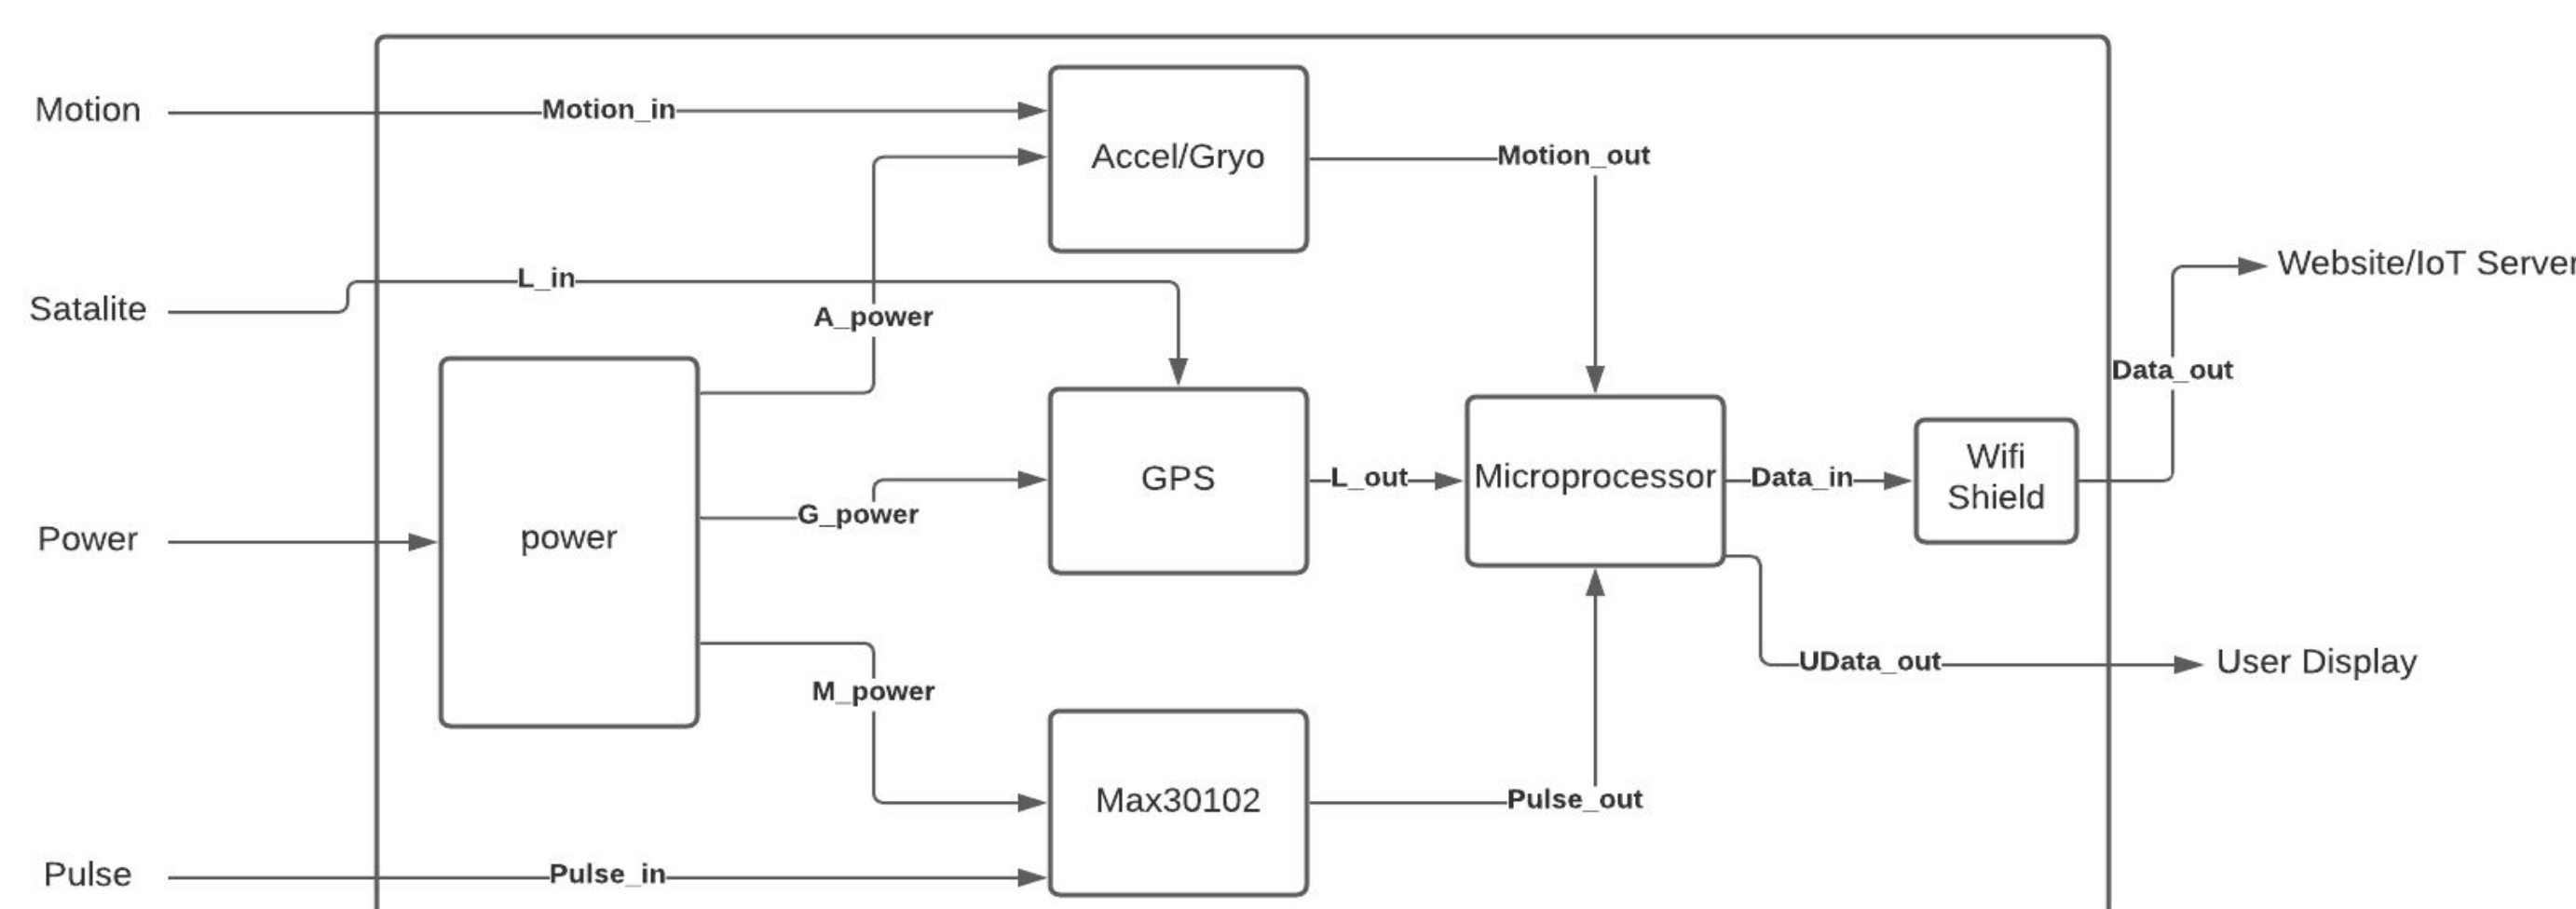 Motion
Motion_in
Accel/Gryo
Motion_out
Satalite
L_in
A_power
Website/IoT Server
Data_out
Power
power
G_power
GPS
L_out
Microprocessor
Data_in
Wifi
Shield
M_power
UData_out
User Display
Max30102
Pulse_out
Pulse
Pulse_in